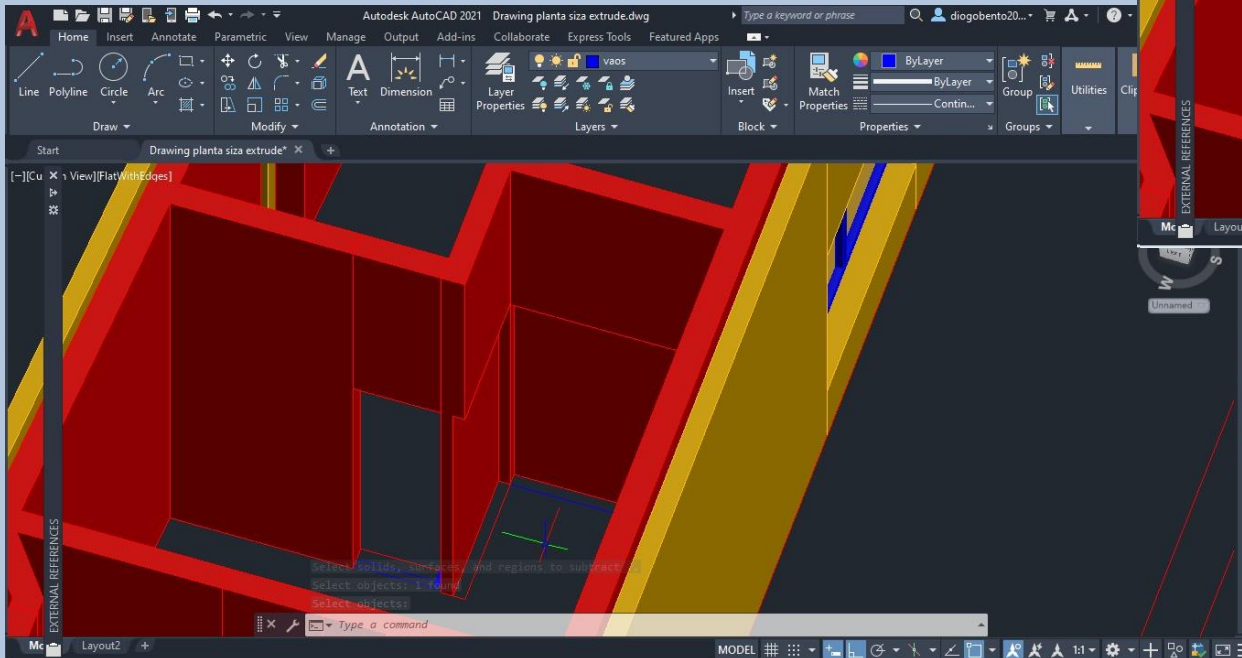 Autodesk AutoCAD 2021 Drawing planta siza extrude.dwg Type a keyword or phrase diogobento20...
Home Insert Annotate Parametric View Manage Output Add-ins Collaborate Express Tools Featured Apps
Line Polyline Circle Arc Text Dimension Layer Properties vaos Insert Match Properties ByLayer ByLayer Contin... Group Utilities
Draw Modify Annotation Layers Block Properties Groups
Start Drawing planta siza extrude*
[−][Cu View][FlatWithEdges]
EXTERNAL REFERENCES
Layou
S
W
Unnamed
EXTERNAL REFERENCES
Select solids, surfaces, and regions to subtract
Select objects: 1 found
Select objects:
Type a command
Layout2
MODEL 1:1